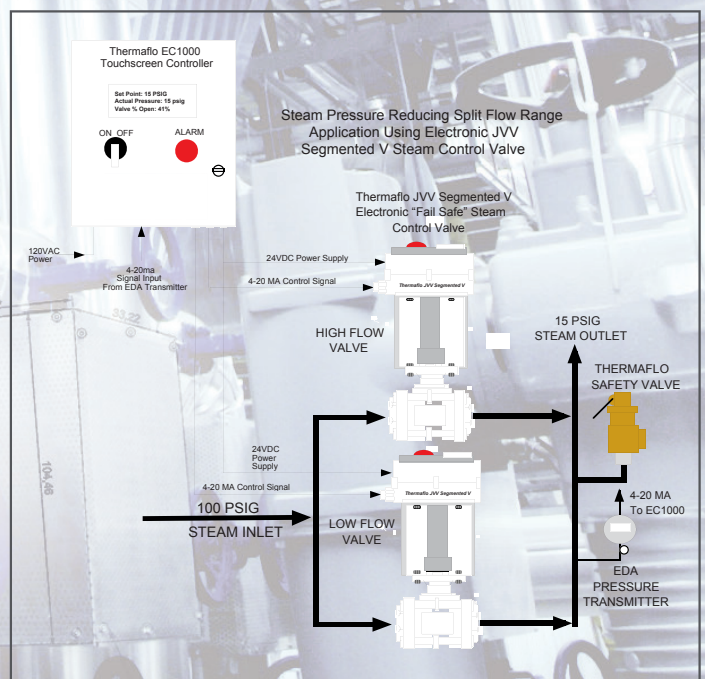 Thermaflo EC1000
Touchscreen Controller
Set Point: 15 PSIG
Actual Pressure: 15 psig
Valve % Open: 41%
ON OFF
ALARM
Steam Pressure Reducing Split Flow Range
Application Using Electronic JVV
Segmented V Steam Control Valve
Thermaflo JVV Segmented V
Electronic “Fail Safe” Steam
Control Valve
120VAC
Power
4-20ma
Signal Input
From EDA Transmitter
24VDC Power Supply
4-20 MA Control Signal
Thermaflo JVV Segmented V
HIGH FLOW
VALVE
15 PSIG
STEAM OUTLET
THERMAFLO
SAFETY VALVE
33,22
104,46
24VDC
Power
Supply
4-20 MA Control Signal
Thermaflo JVV Segmented V
100 PSIG
STEAM INLET
LOW FLOW
VALVE
4-20 MA
To EC1000
EDA
PRESSURE
TRANSMITTER